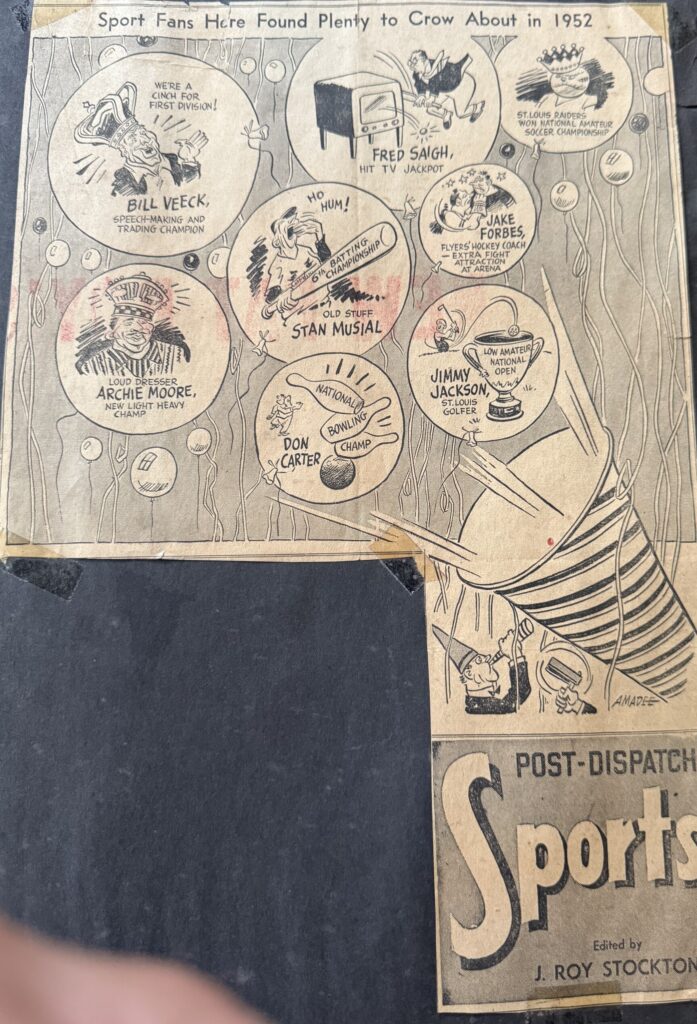 Sport Fans Here Found Plenty to Crow About in 1952
WE'RE A
CINCH FOR
FIRST DIVISION!
BILL VEECK,
SPEECH-MAKING AND
TRADING CHAMPION
FRED SAIGH,
HIT TV JACKPOT
ST. LOUIS RAIDERS
WON NATIONAL AMATEUR
SOCCER CHAMPIONSHIP
HO
HUM!
6TH BATTING
CHAMPIONSHIP
OLD STUFF
STAN MUSIAL
JAKE
FORBES,
FLYERS' HOCKEY COACH
— EXTRA FIGHT
ATTRACTION
AT ARENA
LOUD DRESSER
ARCHIE MOORE,
NEW LIGHT HEAVY
CHAMP
NATIONAL
BOWLING
CHAMP
DON
CARTER
LOW AMATEUR
NATIONAL
OPEN
JIMMY
JACKSON,
ST. LOUIS
GOLFER
AMADEE
POST-DISPATCH
Sports
Edited by
J. ROY STOCKTON